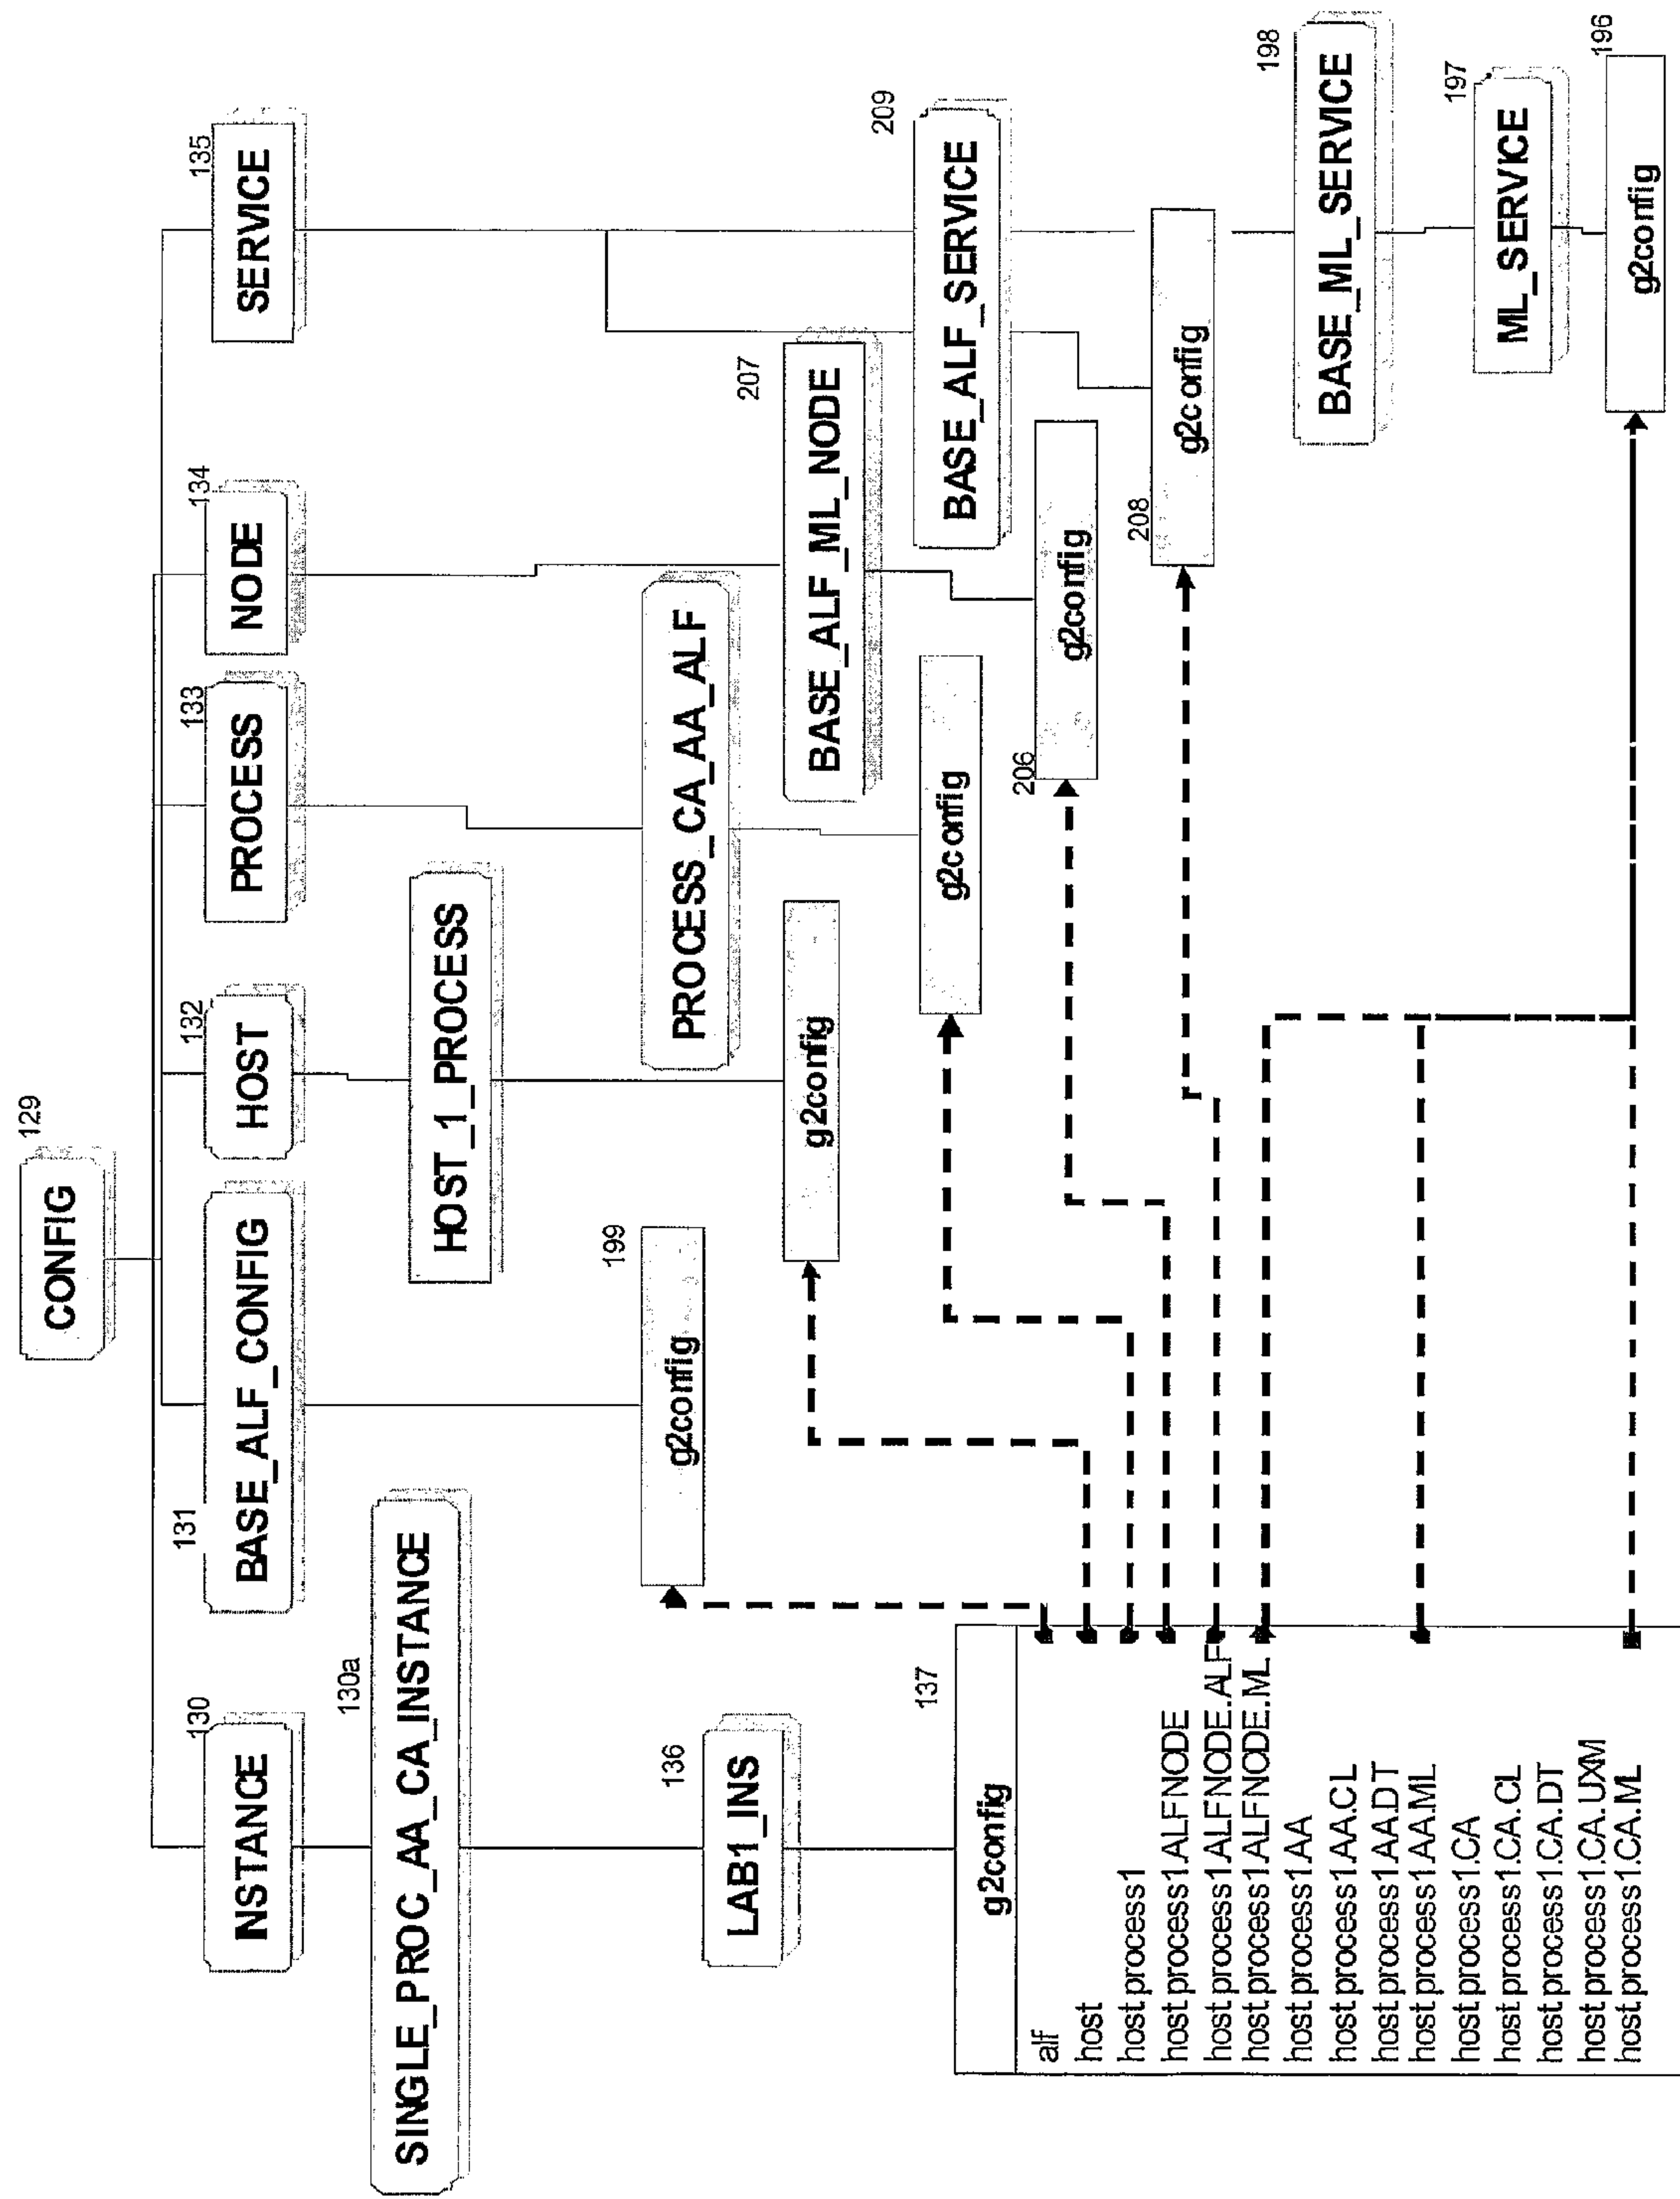 CONFIG
129
INSTANCE
130
BASE_ALF_CONFIG
131
HOST
132
PROCESS
133
NODE
134
SERVICE
135
SINGLE_PROC_AA_CA_INSTANCE
130a
HOST_1_PROCESS
LAB1_INS
136
g2config
199
PROCESS_CA_AA_ALF
g2config
BASE_ALF_ML_NODE
207
g2config
BASE_ALF_SERVICE
209
g2config
206
g2config
208
BASE_ML_SERVICE
198
ML_SERVICE
197
g2config
196
g2config
137
alf
host
host.process1
host.process1.ALFNODE
host.process1.ALFNODE.ALF
host.process1.ALFNODE.ML
host.process1.AA
host.process1.AA.CL
host.process1.AA.DT
host.process1.AA.ML
host.process1.CA
host.process1.CA.CL
host.process1.CA.DT
host.process1.CA.UXM
host.process1.CA.ML